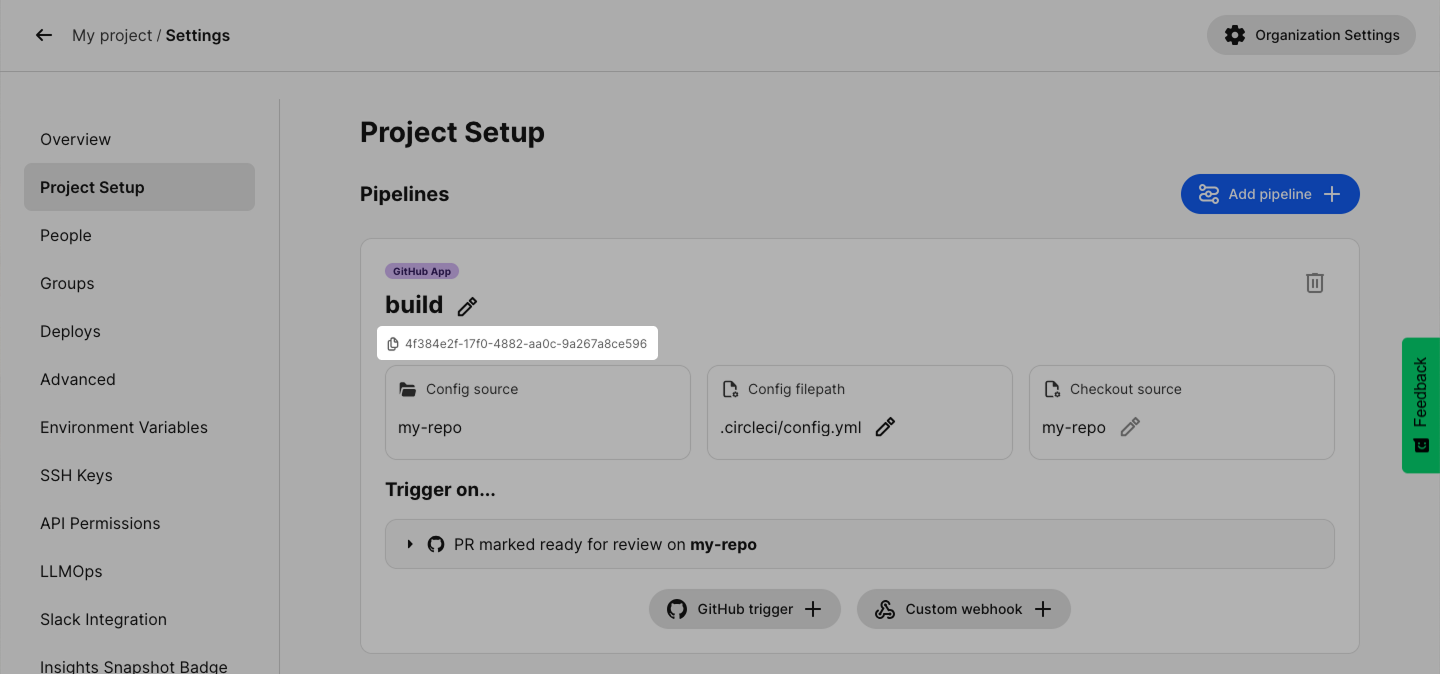 My project / Settings
Organization Settings
Overview
Project Setup
People
Groups
Deploys
Advanced
Environment Variables
SSH Keys
API Permissions
LLMOps
Slack Integration
Insights Snapshot Badge
Project Setup
Pipelines
Add pipeline
GitHub App
build
4f384e2f-17f0-4882-aa0c-9a267a8ce596
Config source
my-repo
Config filepath
.circleci/config.yml
Checkout source
my-repo
Trigger on...
PR marked ready for review on my-repo
GitHub trigger
Custom webhook
Feedback